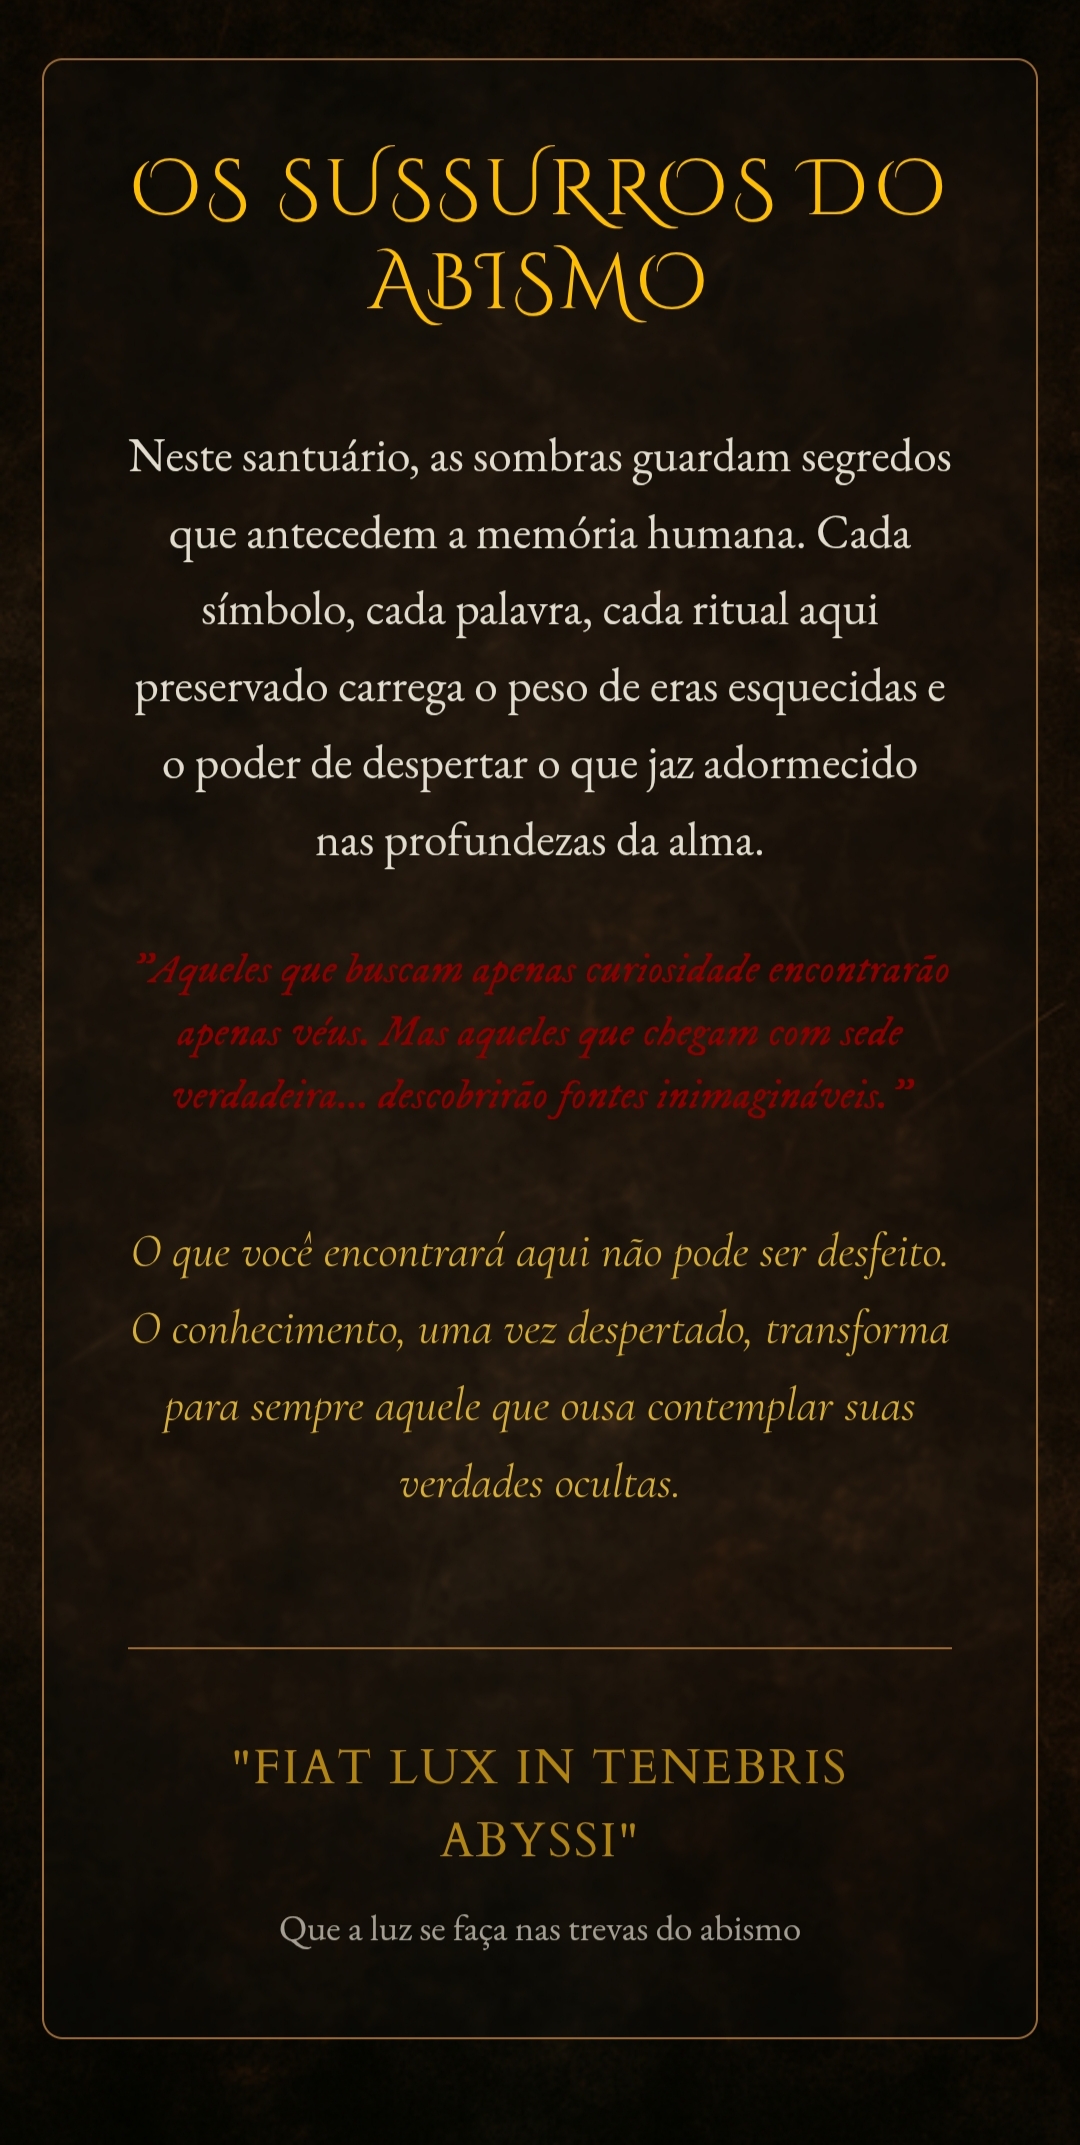 OS SUSSURROS DO
ABISMO
Neste santuário, as sombras guardam segredos
que antecedem a memória humana. Cada
símbolo, cada palavra, cada ritual aqui
preservado carrega o peso de eras esquecidas e
o poder de despertar o que jaz adormecido
nas profundezas da alma.
"Aqueles que buscam apenas curiosidade encontrarão
apenas véus. Mas aqueles que chegam com sede
verdadeira... descobrirão fontes inimagináveis."
O que você encontrará aqui não pode ser desfeito.
O conhecimento, uma vez despertado, transforma
para sempre aquele que ousa contemplar suas
verdades ocultas.
"FIAT LUX IN TENEBRIS
ABYSSI"
Que a luz se faça nas trevas do abismo